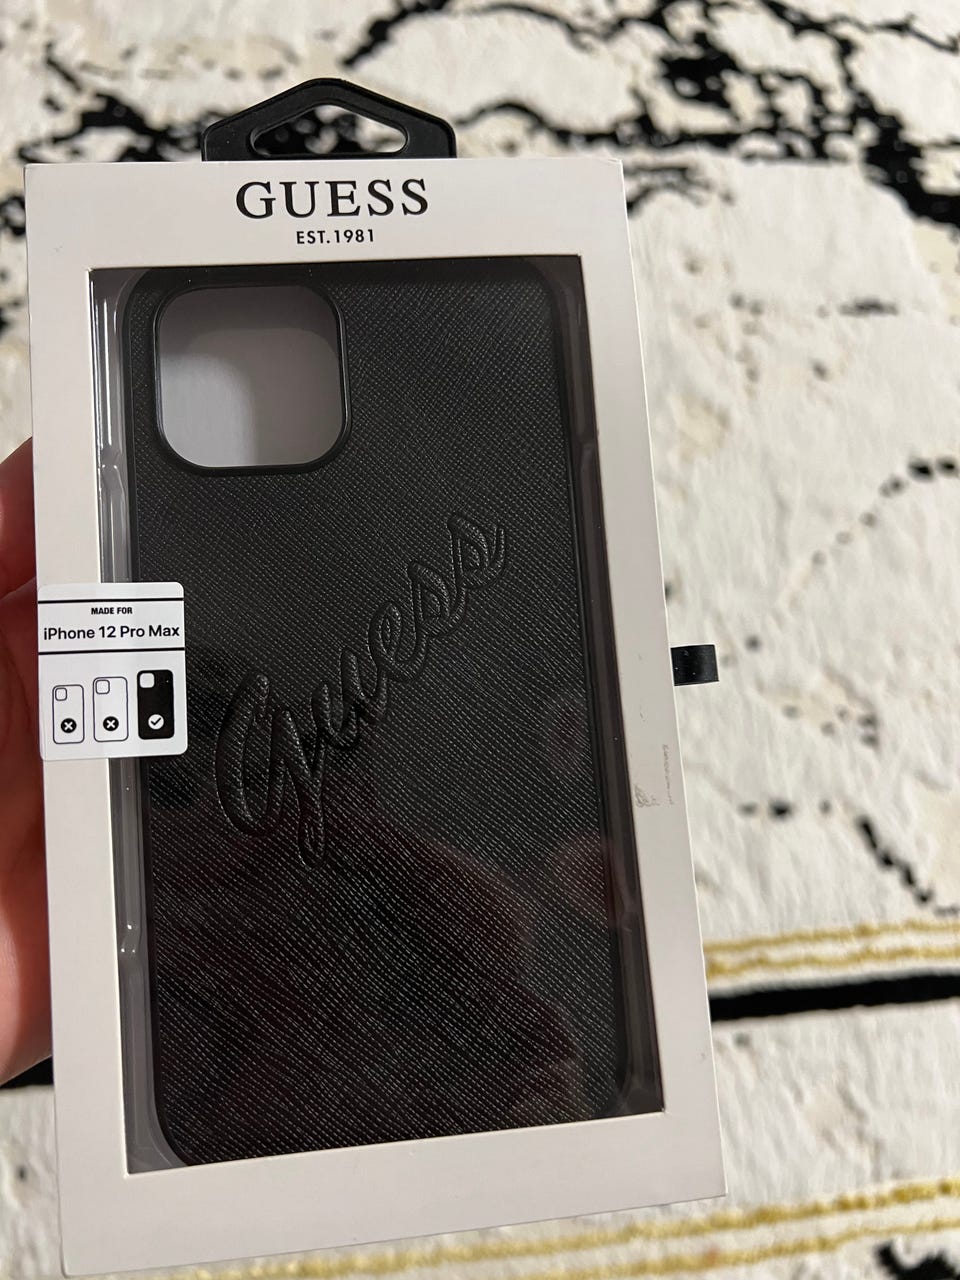 GUESS
EST.1981
Guess
MADE FOR
iPhone 12 Pro Max